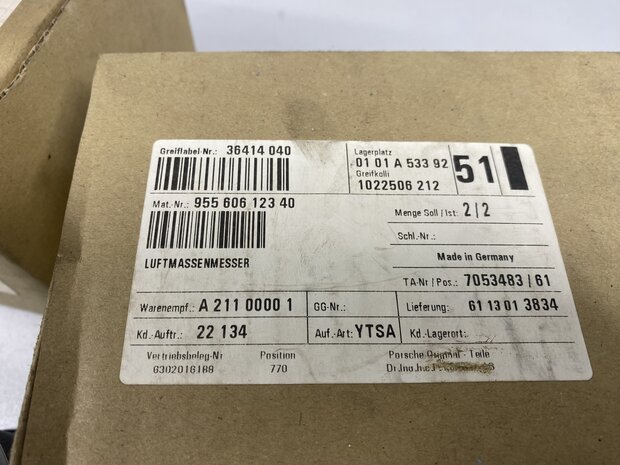 Greiflabel-Nr.: 36414 040
Lagerplatz
01 01 A 533 92
Greifkolli
1022506 212
51
Mat.-Nr.: 955 606 123 40
Menge Soll / Ist: 2 | 2
Schl.-Nr.:
LUFTMASSENMESSER
Made in Germany
TA-Nr / Pos.: 7053483 | 61
Warenempf.: A 211 0000 1
GG-Nr.:
Lieferung: 61 13 01 3834
Kd.-Auftr.: 22 134
Auf.-Art: YTSA
Kd.-Lagerort:
Vertriebsbeleg-Nr
Position
Porsche Original - Teile
6302016188
770